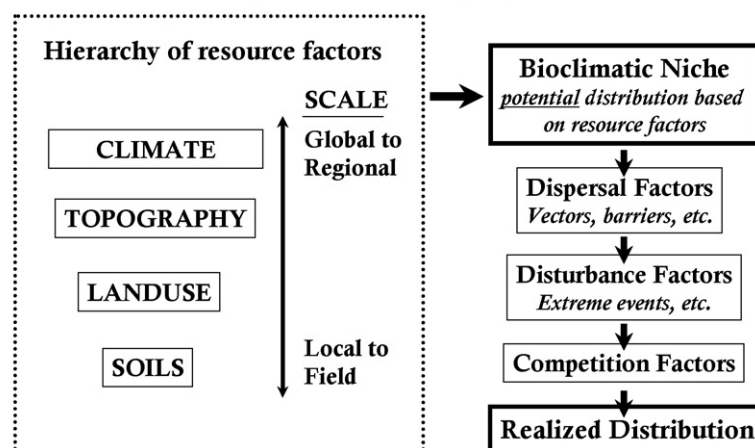 Hierarchy of resource factors
SCALE
Global to
Regional
CLIMATE
TOPOGRAPHY
LANDUSE
SOILS
Local to
Field
Bioclimatic Niche
potential distribution based
on resource factors
Dispersal Factors
Vectors, barriers, etc.
Disturbance Factors
Extreme events, etc.
Competition Factors
Realized Distribution